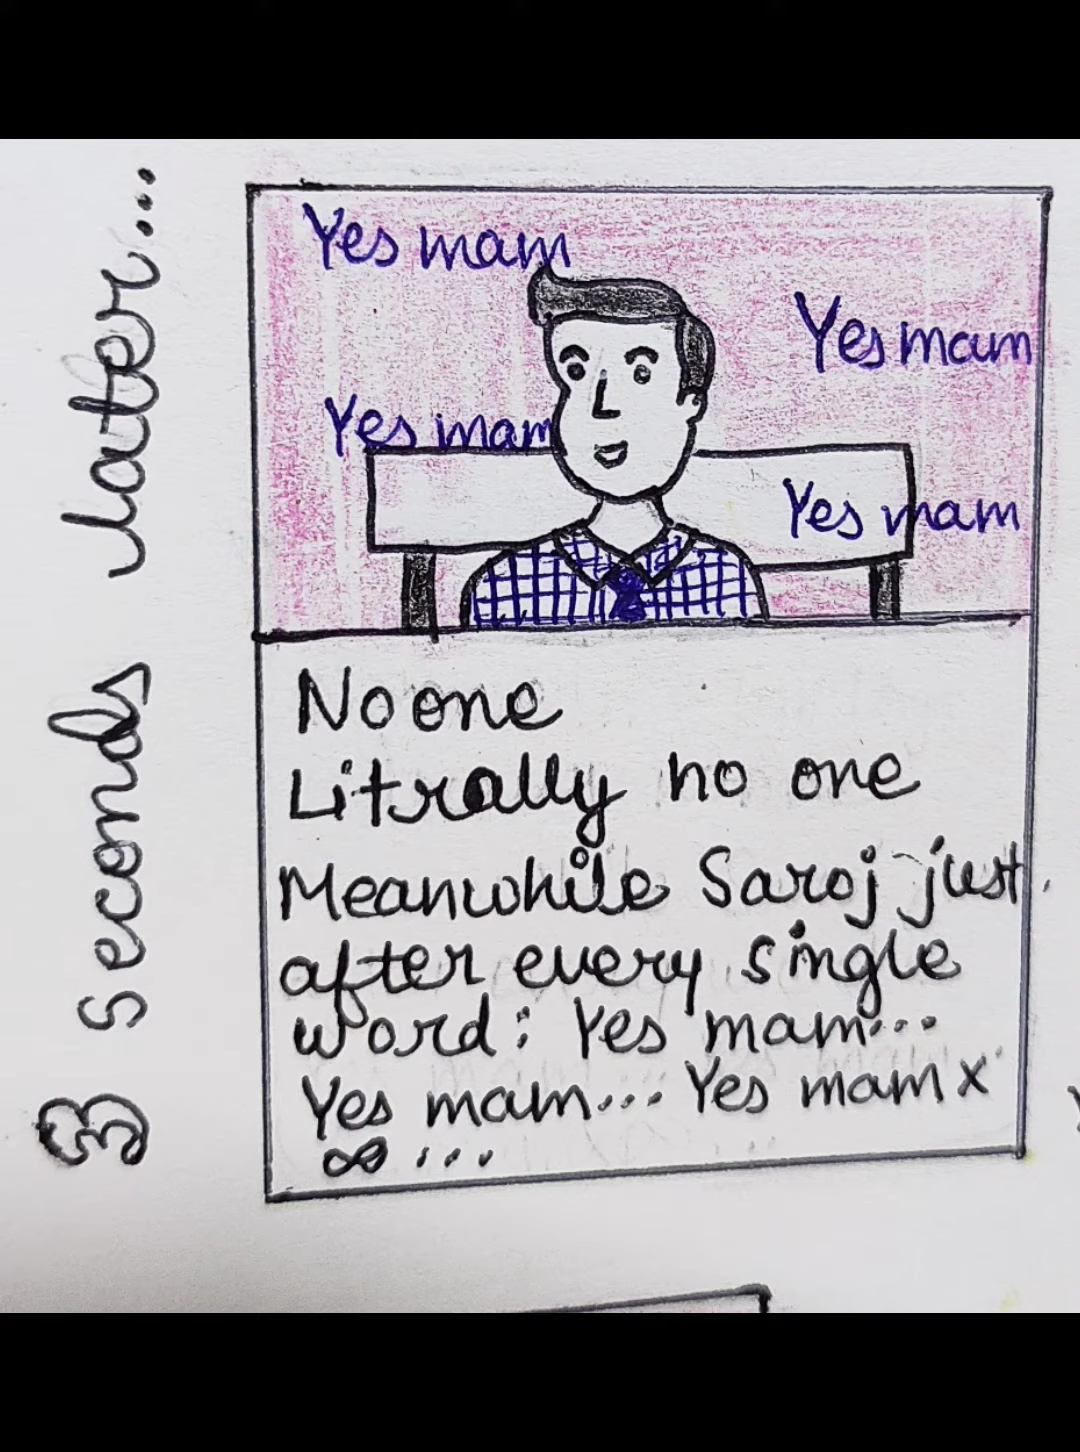 3 Seconds later...
Yes mam
Yes mam
Yes mam
Yes mam
No one
Litrally no one
Meanwhile Saroj just
after every single
word: Yes mam...
Yes mam... Yes mam x
∞ ...